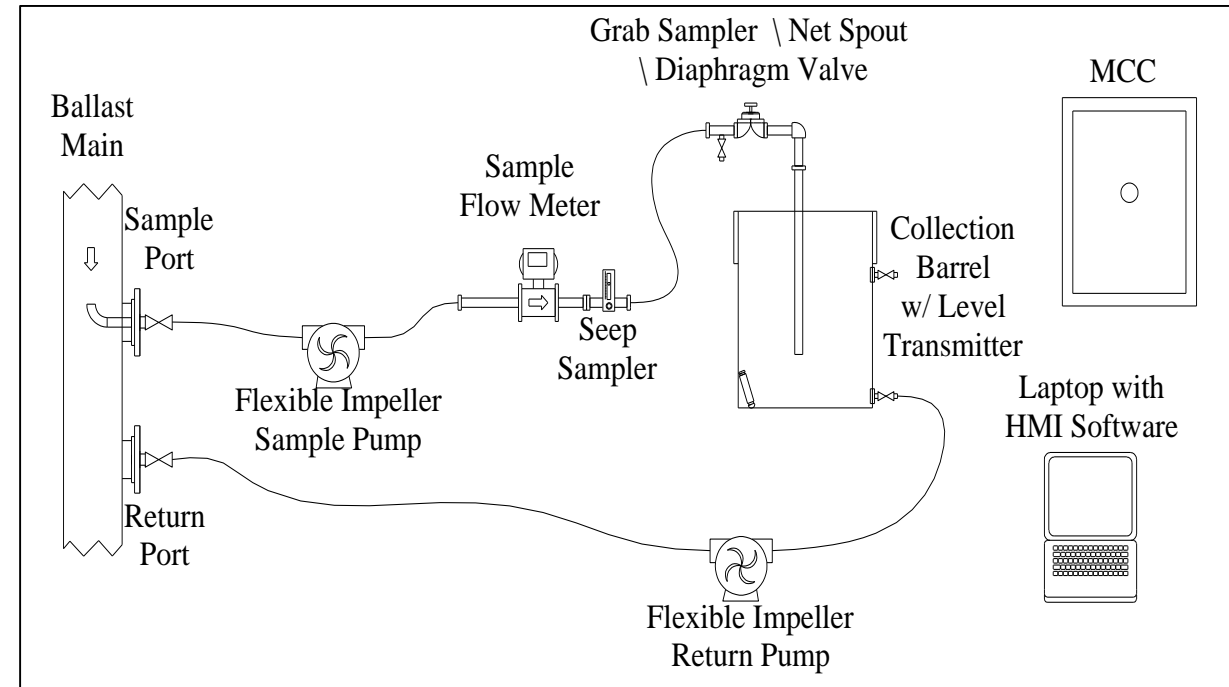 Grab Sampler \ Net Spout
\ Diaphragm Valve
MCC
Ballast
Main
Sample
Flow Meter
Sample
Port
Collection
Barrel
w/ Level
Transmitter
Seep
Sampler
Flexible Impeller
Sample Pump
Laptop with
HMI Software
Return
Port
Flexible Impeller
Return Pump